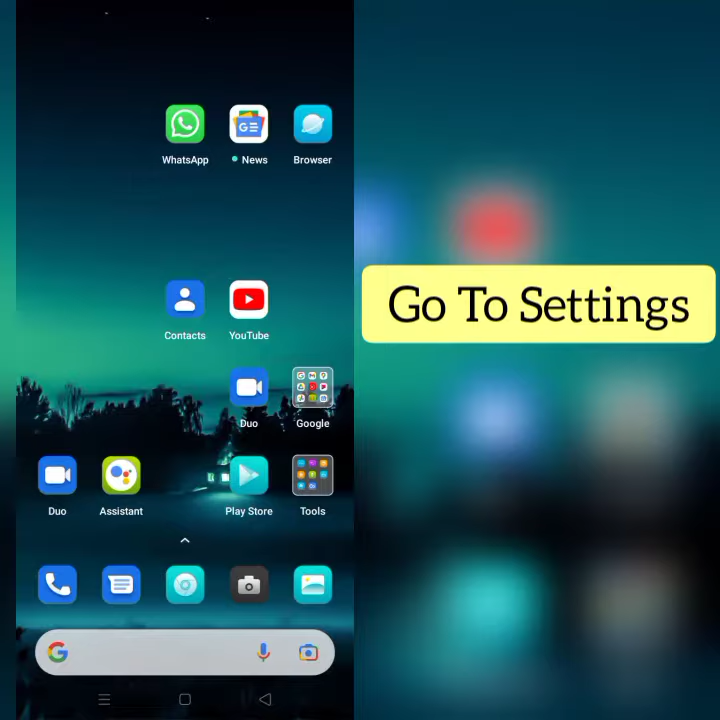 WhatsApp
News
Browser
Go To Settings
Contacts
YouTube
Duo
Google
Duo
Assistant
Play Store
Tools